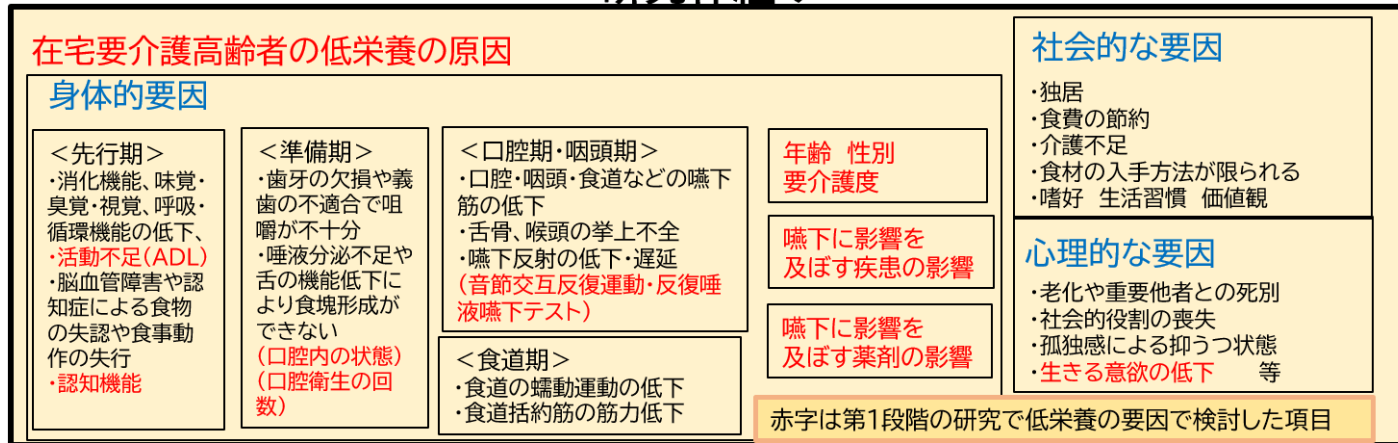 在宅要介護高齢者の低栄養の原因
身体的要因
＜先行期＞
・消化機能、味覚・
臭覚・視覚、呼吸・
循環機能の低下、
・活動不足(ADL)
・脳血管障害や認
知症による食物
の失認や食事動
作の失行
・認知機能
＜準備期＞
・歯牙の欠損や義
歯の不適合で咀
嚼が不十分
・唾液分泌不足や
舌の機能低下に
より食塊形成が
できない
(口腔内の状態)
(口腔衛生の回
数)
＜口腔期・咽頭期＞
・口腔・咽頭・食道などの嚥下
筋の低下
・舌骨、喉頭の挙上不全
・嚥下反射の低下・遅延
(音節交互反復運動・反復唾
液嚥下テスト)
＜食道期＞
・食道の蠕動運動の低下
・食道括約筋の筋力低下
年齢 性別
要介護度
嚥下に影響を
及ぼす疾患の影響
嚥下に影響を
及ぼす薬剤の影響
社会的な要因
・独居
・食費の節約
・介護不足
・食材の入手方法が限られる
・嗜好 生活習慣 価値観
心理的な要因
・老化や重要他者との死別
・社会的役割の喪失
・孤独感による抑うつ状態
・生きる意欲の低下 等
赤字は第1段階の研究で低栄養の要因で検討した項目